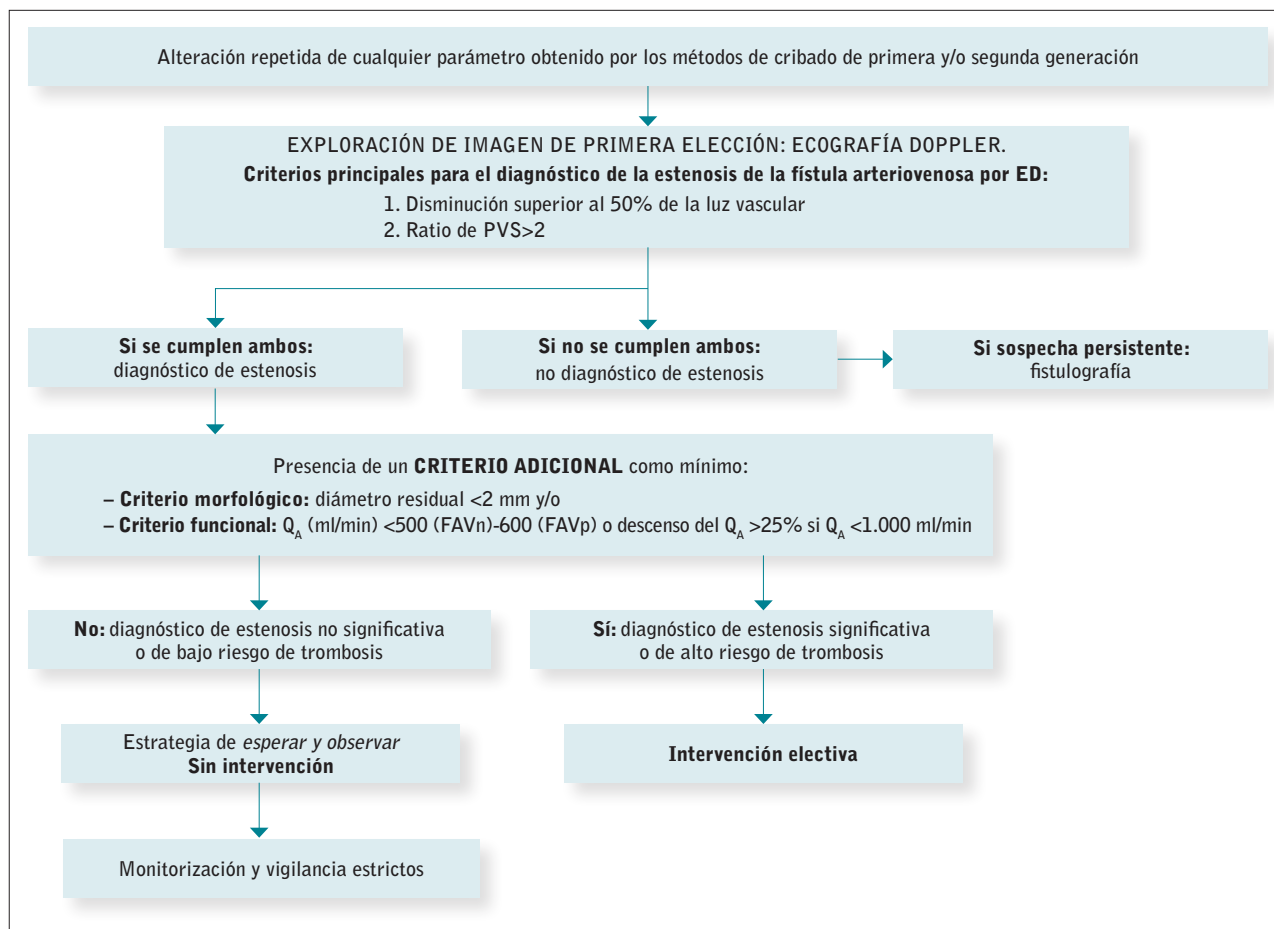 Alteración repetida de cualquier parámetro obtenido por los métodos de cribado de primera y/o segunda generación
EXPLORACIÓN DE IMAGEN DE PRIMERA ELECCIÓN: ECOGRAFÍA DOPPLER.
Criterios principales para el diagnóstico de la estenosis de la fístula arteriovenosa por ED:
1. Disminución superior al 50% de la luz vascular
2. Ratio de PVS>2
Si se cumplen ambos:
diagnóstico de estenosis
Si no se cumplen ambos:
no diagnóstico de estenosis
Si sospecha persistente:
fistulografía
Presencia de un CRITERIO ADICIONAL como mínimo:
– Criterio morfológico: diámetro residual <2 mm y/o
– Criterio funcional: QA (ml/min) <500 (FAVn)-600 (FAVp) o descenso del QA >25% si QA <1.000 ml/min
No: diagnóstico de estenosis no significativa
o de bajo riesgo de trombosis
Sí: diagnóstico de estenosis significativa
o de alto riesgo de trombosis
Estrategia de esperar y observar
Sin intervención
Intervención electiva
Monitorización y vigilancia estrictos